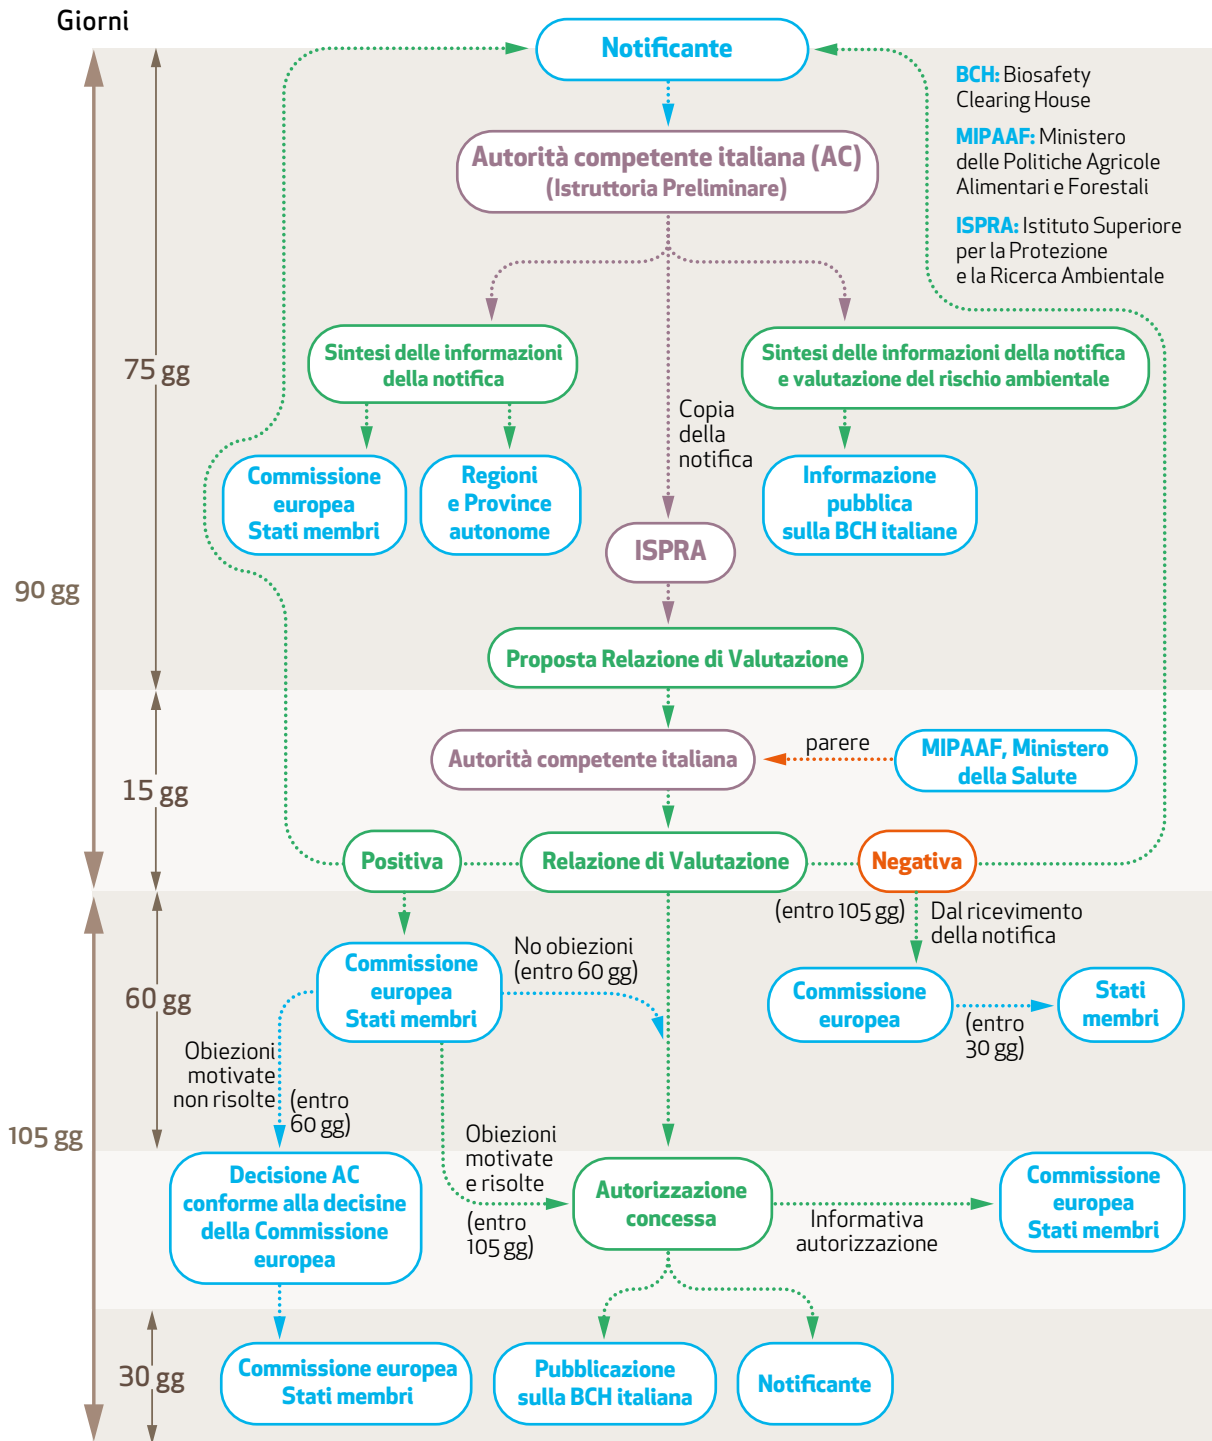 Giorni
Notificante
BCH: Biosafety
Clearing House
MIPAAF: Ministero
delle Politiche Agricole
Alimentari e Forestali
ISPRA: Istituto Superiore
per la Protezione
e la Ricerca Ambientale
Autorità competente italiana (AC)
(Istruttoria Preliminare)
75 gg
Sintesi delle informazioni
della notifica
Sintesi delle informazioni della notifica
e valutazione del rischio ambientale
Copia
della
notifica
Commissione
europea
Stati membri
Regioni
e Province
autonome
Informazione
pubblica
sulla BCH italiane
ISPRA
90 gg
Proposta Relazione di Valutazione
Autorità competente italiana
parere
MIPAAF, Ministero
della Salute
15 gg
Positiva
Relazione di Valutazione
Negativa
(entro 105 gg)
Dal ricevimento
della notifica
No obiezioni
(entro 60 gg)
Commissione
europea
Stati membri
60 gg
Commissione
europea
(entro
30 gg)
Stati
membri
Obiezioni
motivate
non risolte
(entro
60 gg)
105 gg
Obiezioni
motivate
e risolte
(entro
105 gg)
Decisione AC
conforme alla decisine
della Commissione
europea
Autorizzazione
concessa
Informativa
autorizzazione
Commissione
europea
Stati membri
30 gg
Commissione europea
Stati membri
Pubblicazione
sulla BCH italiana
Notificante